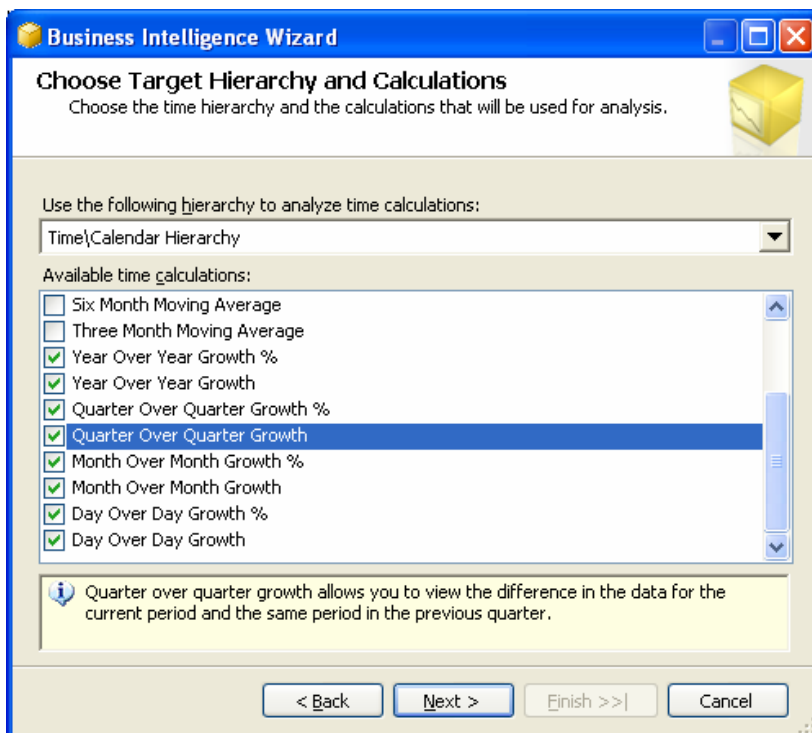 Business Intelligence Wizard
Choose Target Hierarchy and Calculations
Choose the time hierarchy and the calculations that will be used for analysis.
Use the following hierarchy to analyze time calculations:
Time\Calendar Hierarchy
Available time calculations:
Six Month Moving Average
Three Month Moving Average
Year Over Year Growth %
Year Over Year Growth
Quarter Over Quarter Growth %
Quarter Over Quarter Growth
Month Over Month Growth %
Month Over Month Growth
Day Over Day Growth %
Day Over Day Growth
Quarter over quarter growth allows you to view the difference in the data for the
current period and the same period in the previous quarter.
< Back Next > Finish >>| Cancel